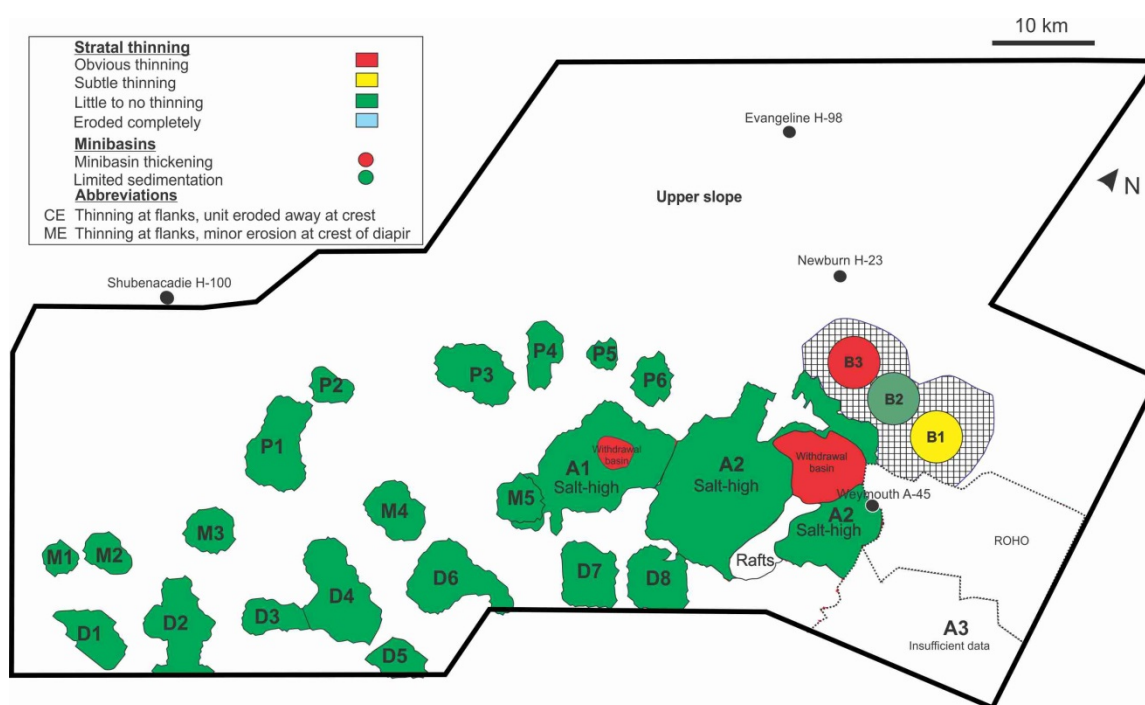 10 km
Stratal thinning
Obvious thinning
Subtle thinning
Little to no thinning
Eroded completely
Minibasins
Minibasin thickening
Limited sedimentation
Abbreviations
CE Thinning at flanks, unit eroded away at crest
ME Thinning at flanks, minor erosion at crest of diapir
Evangeline H-98
N
Upper slope
Shubenacadie H-100
Newburn H-23
P4
P5
P3
P6
P2
B3
B2
B1
P1
Withdrawal
basin
A1
Salt-high
A2
Salt-high
Withdrawal
basin
Weymouth A-45
M5
M4
A2
Salt-high
M3
ROHO
M1
M2
Rafts
D6
D7
D8
D4
D3
D2
D1
D5
A3
Insufficient data